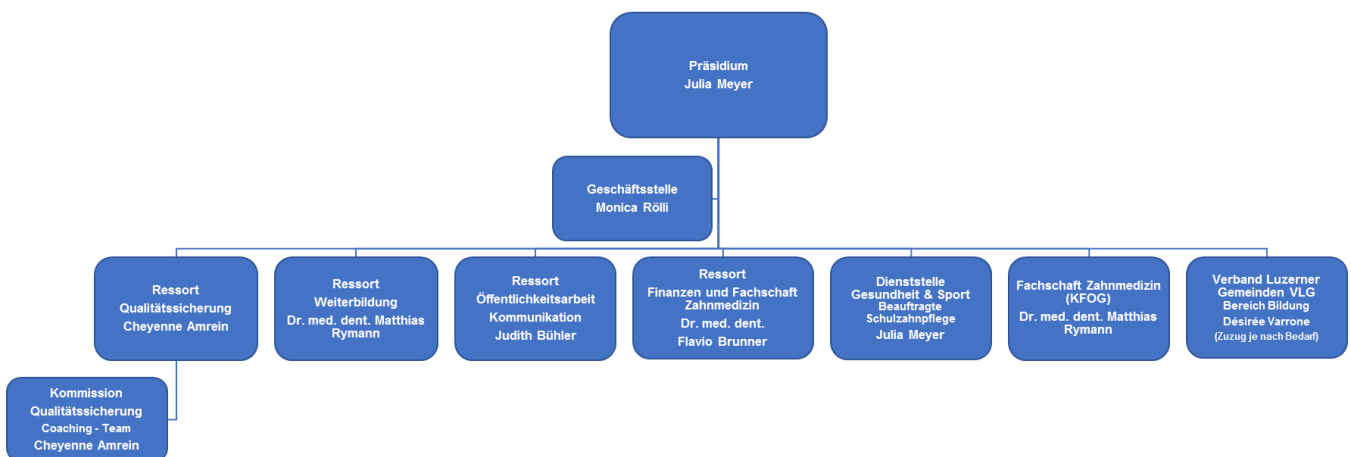 Präsidium
Julia Meyer
Geschäftsstelle
Monica Rölli
Ressort
Qualitätssicherung
Cheyenne Amrein
Ressort
Weiterbildung
Dr. med. dent. Matthias
Rymann
Ressort
Öffentlichkeitsarbeit
Kommunikation
Judith Bühler
Ressort
Finanzen und Fachschaft
Zahnmedizin
Dr. med. dent.
Flavio Brunner
Dienststelle
Gesundheit & Sport
Beauftragte
Schulzahnpflege
Julia Meyer
Fachschaft Zahnmedizin
(KFOG)
Dr. med. dent. Matthias
Rymann
Verband Luzerner
Gemeinden VLG
Bereich Bildung
Désirée Varrone
(Zuzug je nach Bedarf)
Kommission
Qualitätssicherung
Coaching - Team
Cheyenne Amrein